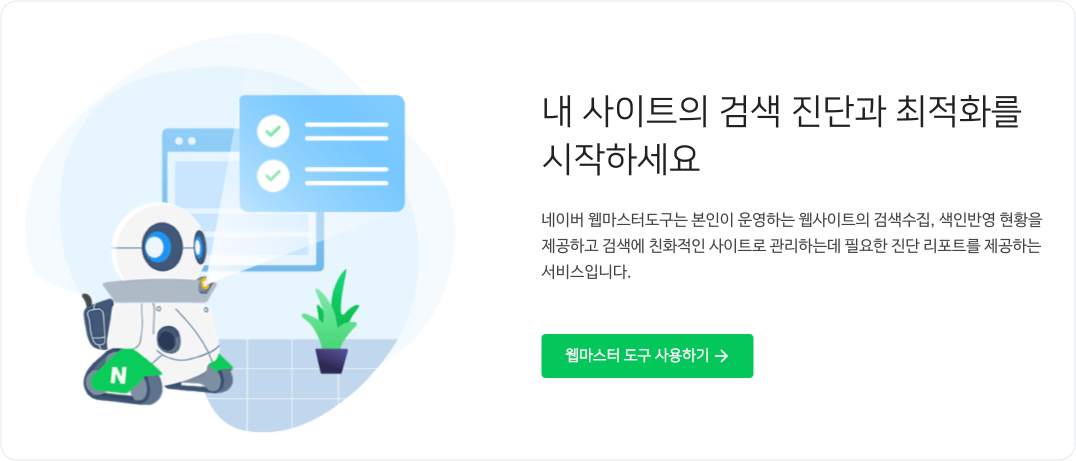 내 사이트의 검색 진단과 최적화를
시작하세요
네이버 웹마스터도구는 본인이 운영하는 웹사이트의 검색수집, 색인반영 현황을
제공하고 검색에 친화적인 사이트로 관리하는데 필요한 진단 리포트를 제공하는
서비스입니다.
웹마스터 도구 사용하기 →
N